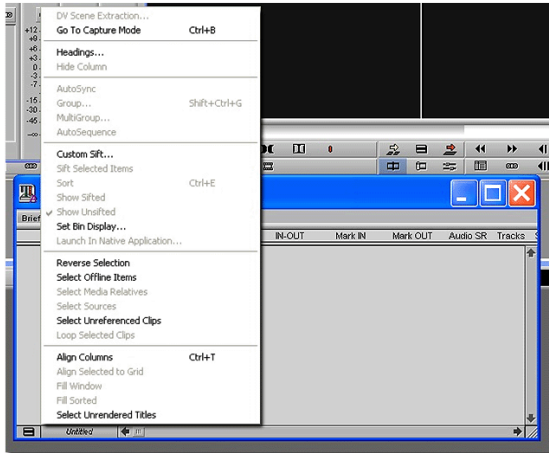 DV Scene Extraction...
Go To Capture Mode Ctrl+B
Headings...
Hide Column
AutoSync
Group... Shift+Ctrl+G
MultiGroup...
AutoSequence
Custom Sift...
Sift Selected Items
Sort Ctrl+E
Show Sifted
Show Unsifted
Set Bin Display...
Launch In Native Application...
Reverse Selection
Select Offline Items
Select Media Relatives
Select Sources
Select Unreferenced Clips
Loop Selected Clips
Align Columns Ctrl+T
Align Selected to Grid
Fill Window
Fill Sorted
Select Unrendered Titles
+12
+9
+6
+3
0
-3
-7
-15
-30
-45
-∞
Brief
IN-OUT Mark IN Mark OUT Audio SR Tracks
Untitled